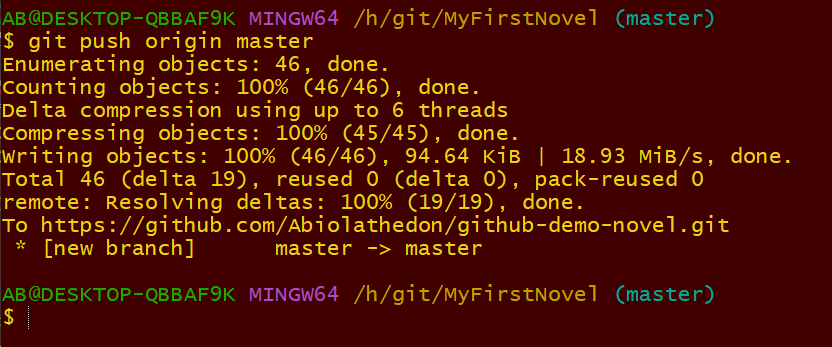 AB@DESKTOP-QBBAF9K MINGW64 /h/git/MyFirstNovel (master)
$ git push origin master
Enumerating objects: 46, done.
Counting objects: 100% (46/46), done.
Delta compression using up to 6 threads
Compressing objects: 100% (45/45), done.
Writing objects: 100% (46/46), 94.64 KiB | 18.93 MiB/s, done.
Total 46 (delta 19), reused 0 (delta 0), pack-reused 0
remote: Resolving deltas: 100% (19/19), done.
To https://github.com/Abiolathedon/github-demo-novel.git
 * [new branch]      master -> master
AB@DESKTOP-QBBAF9K MINGW64 /h/git/MyFirstNovel (master)
$